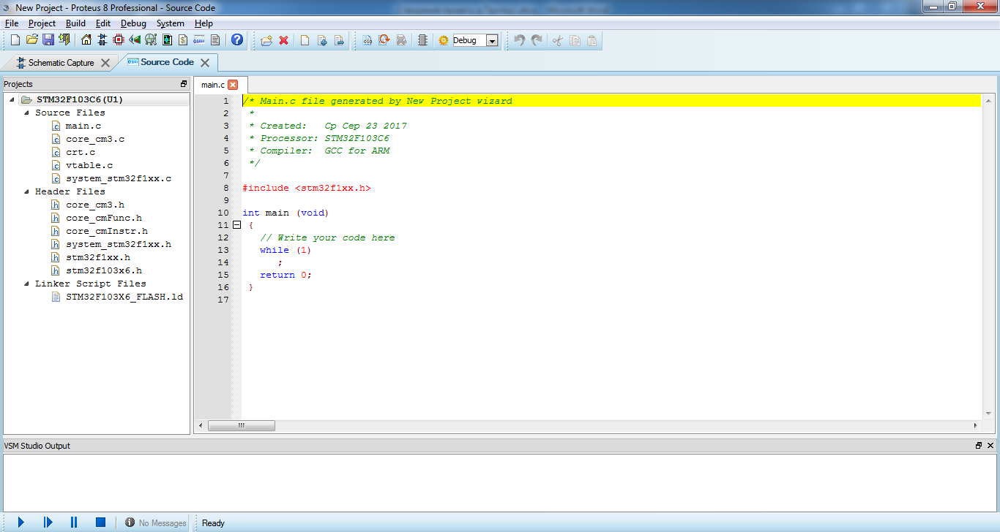 New Project - Proteus 8 Professional - Source Code
File Project Build Edit Debug System Help
Debug
Schematic Capture
Source Code
Projects
STM32F103C6(U1)
Source Files
main.c
core_cm3.c
crt.c
vtable.c
system_stm32f1xx.c
Header Files
core_cm3.h
core_cmFunc.h
core_cmInstr.h
system_stm32f1xx.h
stm32f1xx.h
stm32f103x6.h
Linker Script Files
STM32F103X6_FLASH.ld
main.c
1 /* Main.c file generated by New Project wizard
2 *
3 * Created: Ср Сер 23 2017
4 * Processor: STM32F103C6
5 * Compiler: GCC for ARM
6 */
7
8 #include <stm32f1xx.h>
9
10 int main (void)
11 {
12 // Write your code here
13 while (1)
14 ;
15 return 0;
16 }
17
VSM Studio Output
No Messages
Ready